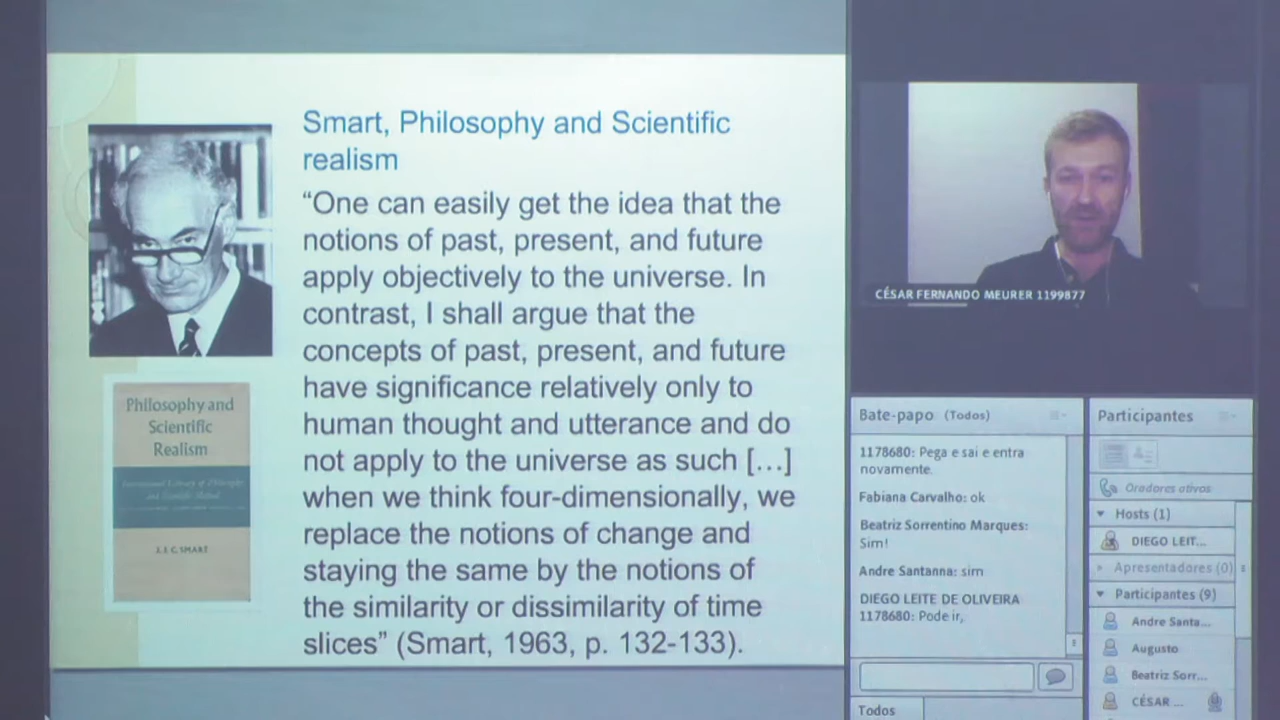 Smart, Philosophy and Scientific
realism
“One can easily get the idea that the
notions of past, present, and future
apply objectively to the universe. In
contrast, I shall argue that the
concepts of past, present, and future
have significance relatively only to
human thought and utterance and do
not apply to the universe as such […]
when we think four-dimensionally, we
replace the notions of change and
staying the same by the notions of
the similarity or dissimilarity of time
slices” (Smart, 1963, p. 132-133).
Philosophy and
Scientific
Realism
International Library of Philosophy
and Scientific Method
J. J. C. SMART
CÉSAR FERNANDO MEURER 1199877
Bate-papo (Todos)
1178680: Pega e sai e entra
novamente.
Fabiana Carvalho: ok
Beatriz Sorrentino Marques:
Sim!
Andre Santanna: sim
DIEGO LEITE DE OLIVEIRA
1178680: Pode ir,
Todos
Participantes
Oradores ativos
Hosts (1)
DIEGO LEIT...
Apresentadores (0)
Participantes (9)
Andre Santa...
Augusto
Beatriz Sorr...
CÉSAR ...